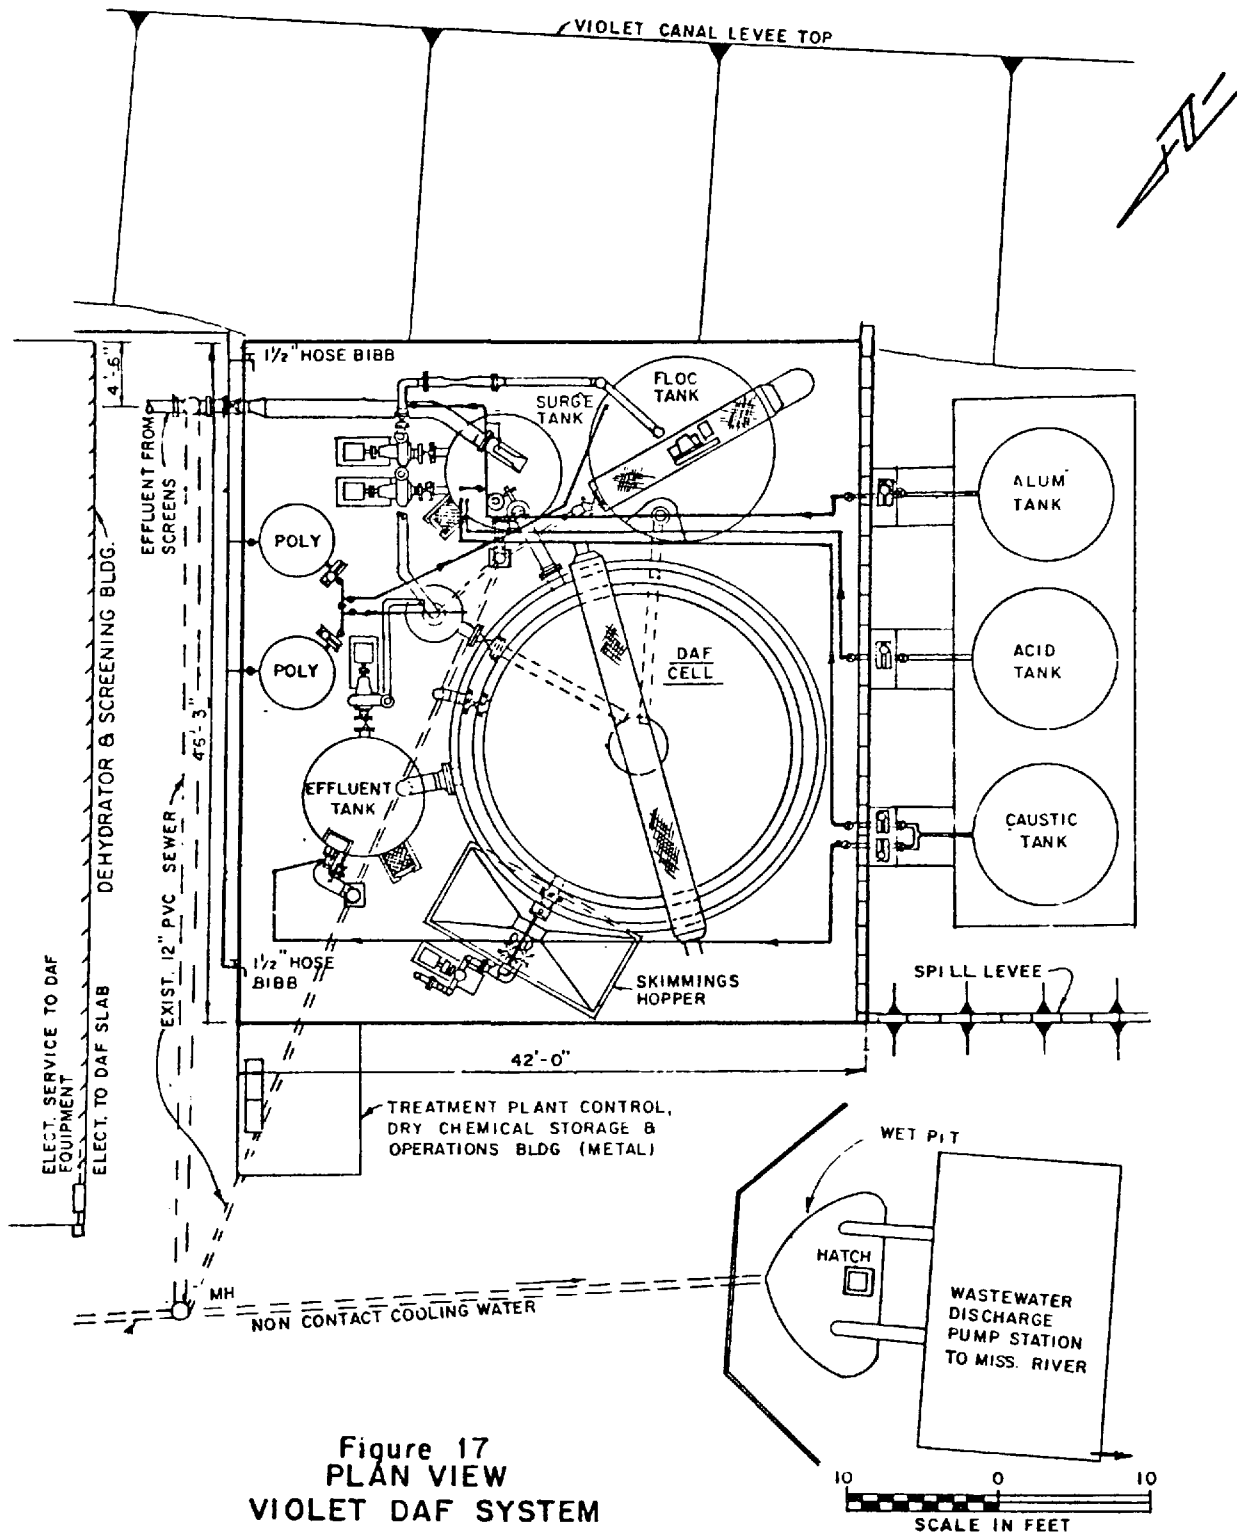 VIOLET CANAL LEVEE TOP
Z
4'-6"
1½" HOSE BIBB
FLOC
TANK
SURGE
TANK
EFFLUENT FROM
SCREENS
ALUM
TANK
POLY
DEHYDRATOR & SCREENING BLDG.
ACID
TANK
DAF
CELL
POLY
46'-3"
EFFLUENT
TANK
CAUSTIC
TANK
EXIST. 12" PVC SEWER
1½" HOSE
BIBB
SKIMMINGS
HOPPER
SPILL LEVEE
42'-0"
ELECT. SERVICE TO DAF
EQUIPMENT
ELECT. TO DAF SLAB
TREATMENT PLANT CONTROL,
DRY CHEMICAL STORAGE &
OPERATIONS BLDG (METAL)
WET PIT
HATCH
MH
NON CONTACT COOLING WATER
WASTEWATER
DISCHARGE
PUMP STATION
TO MISS. RIVER
Figure 17
PLAN VIEW
VIOLET DAF SYSTEM
10 0 10
SCALE IN FEET